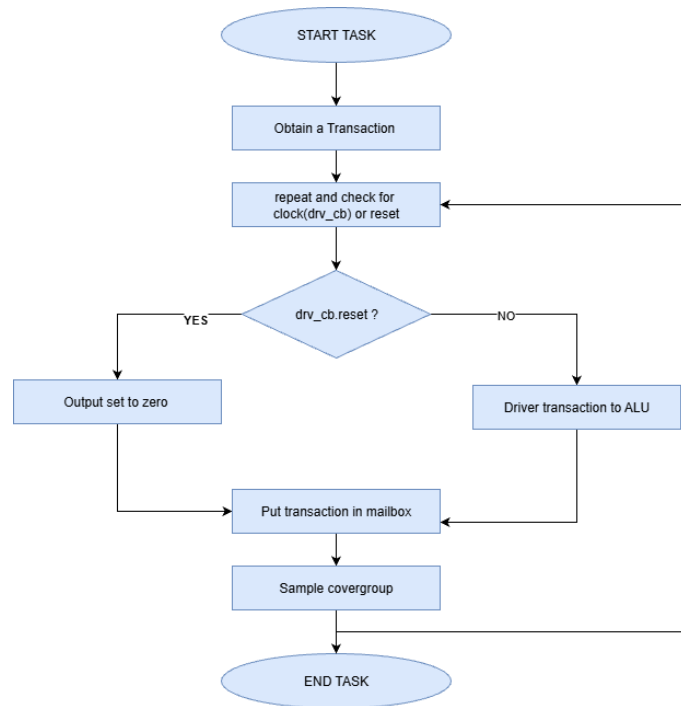 START TASK
Obtain a Transaction
repeat and check for
clock(drv_cb) or reset
drv_cb.reset ?
YES
NO
Output set to zero
Driver transaction to ALU
Put transaction in mailbox
Sample covergroup
END TASK